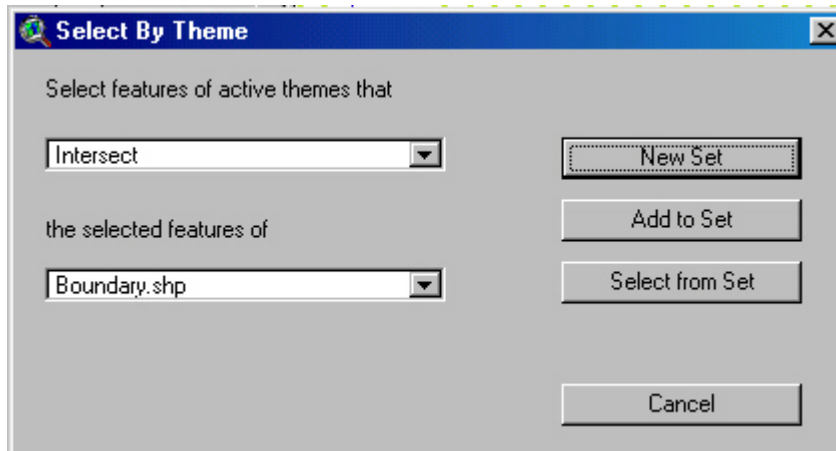 Select By Theme
Select features of active themes that
Intersect
New Set
Add to Set
the selected features of
Boundary.shp
Select from Set
Cancel